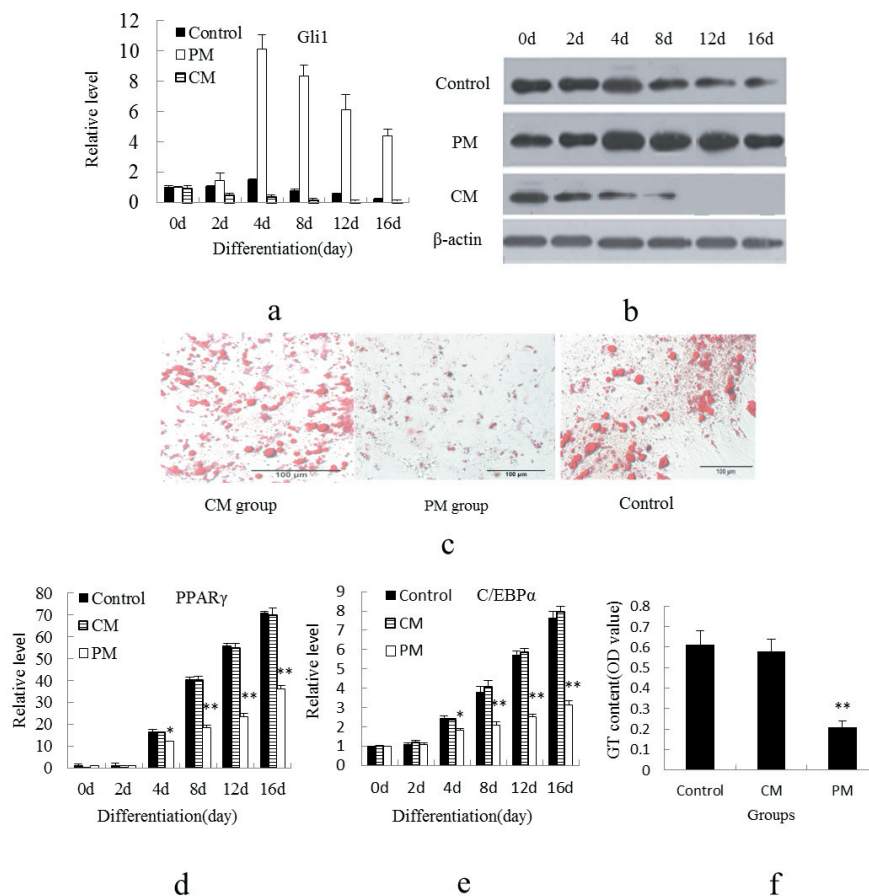 12
10
8
6
4
2
0
Relative level
Control
PM
CM
Gli1
0d 2d 4d 8d 12d 16d
Differentiation(day)
a
0d 2d 4d 8d 12d 16d
Control
PM
CM
β-actin
b
100 μm
100 μm
100 μm
CM group
PM group
Control
c
80
70
60
50
40
30
20
10
0
Relative level
Control
CM
PM
PPARγ
* ** ** **
0d 2d 4d 8d 12d 16d
Differentiation(day)
d
9
8
7
6
5
4
3
2
1
0
Relative level
Control
CM
PM
C/EBPα
* ** ** **
0d 2d 4d 8d 12d 16d
Differentiation(day)
e
0.8
0.7
0.6
0.5
0.4
0.3
0.2
0.1
0
GT content(OD value)
**
Control CM PM
Groups
f